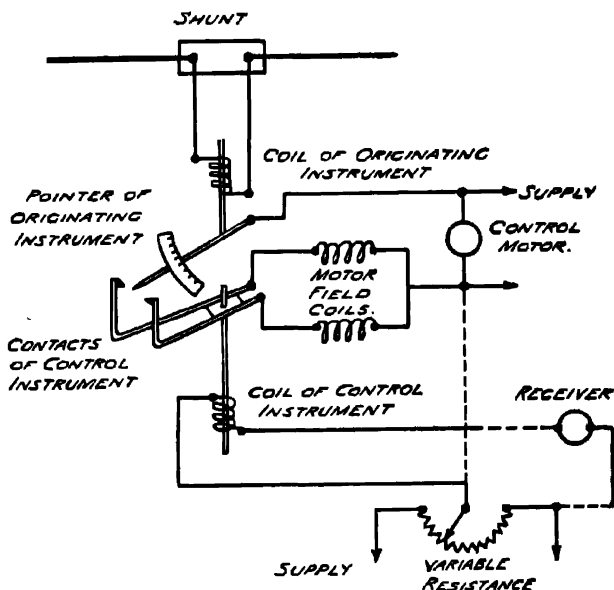 SHUNT
COIL OF ORIGINATING
INSTRUMENT
POINTER OF
ORIGINATING
INSTRUMENT
SUPPLY
CONTROL
MOTOR.
MOTOR
FIELD
COILS.
CONTACTS
OF CONTROL
INSTRUMENT
COIL OF CONTROL
INSTRUMENT
RECEIVER
SUPPLY
VARIABLE
RESISTANCE